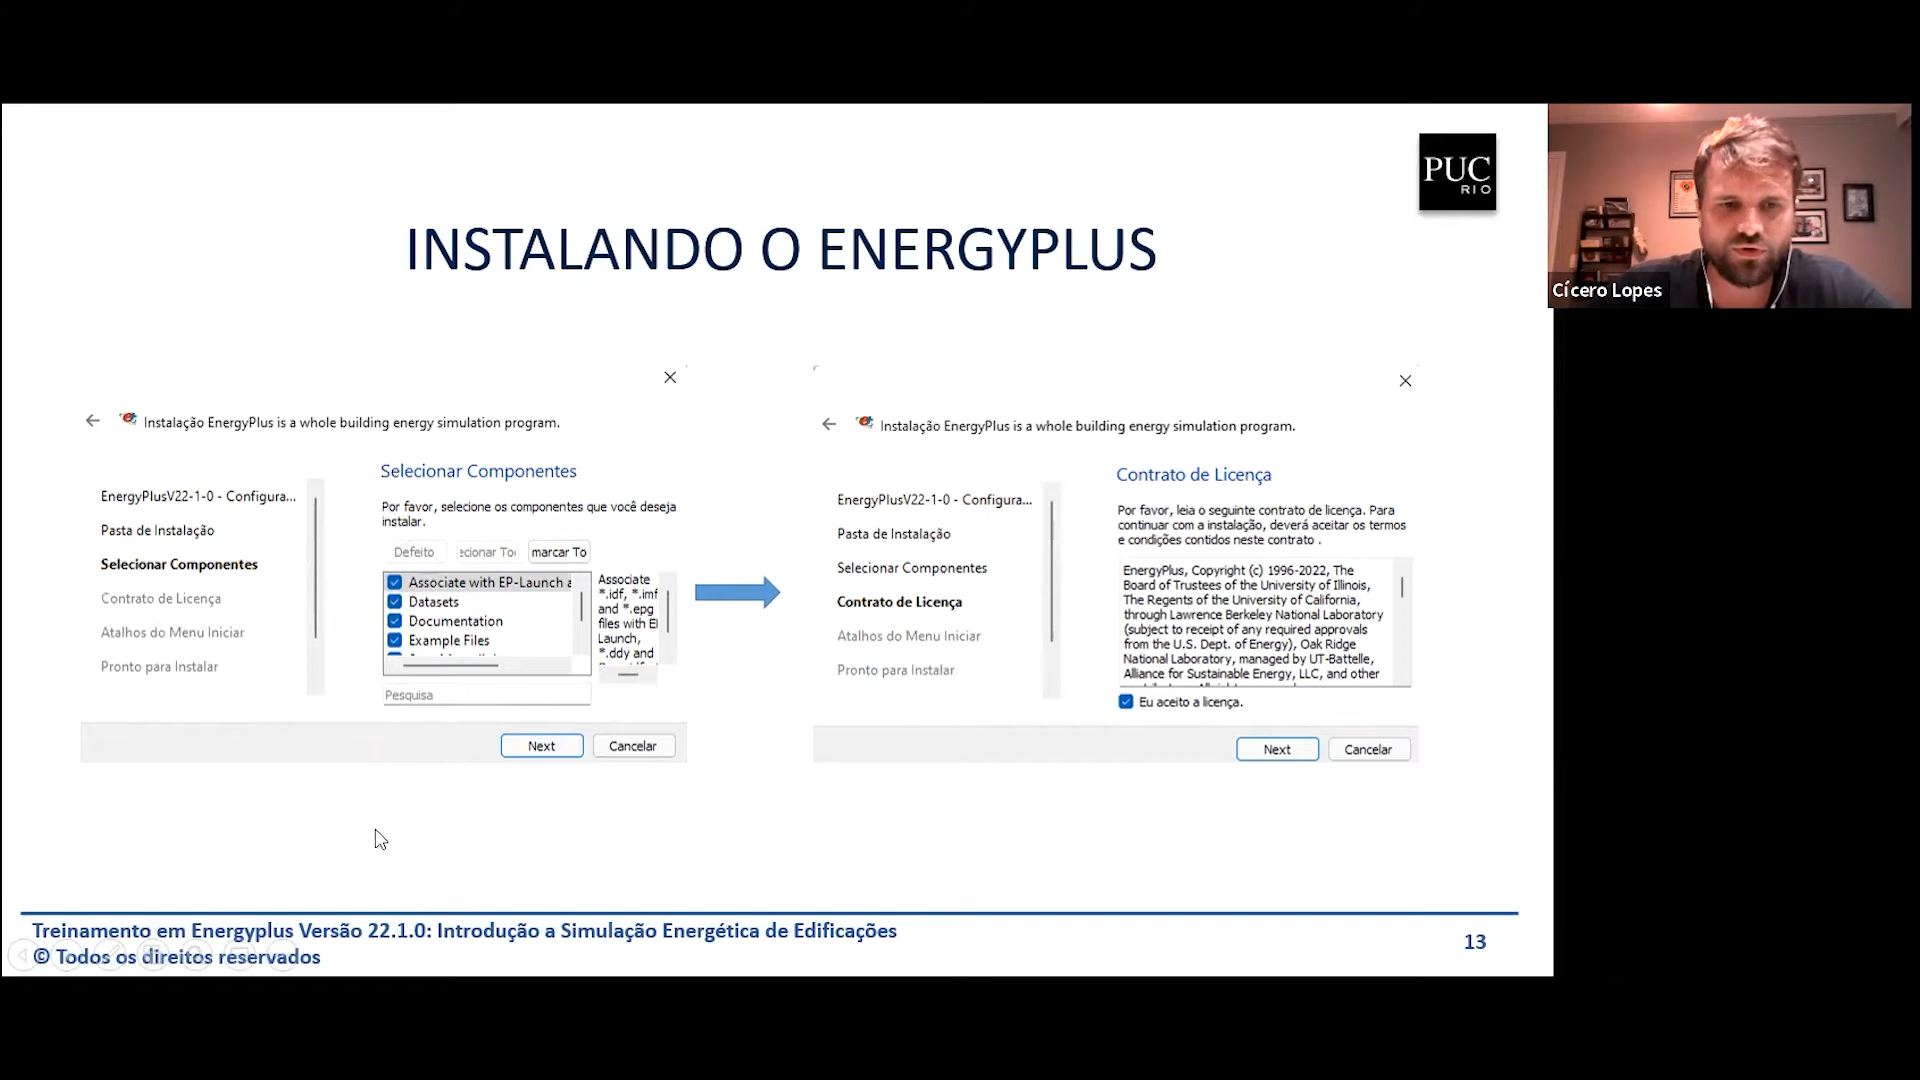 PUC
RIO
Cícero Lopes
INSTALANDO O ENERGYPLUS
Instalação EnergyPlus is a whole building energy simulation program.
EnergyPlusV22-1-0 - Configura...
Pasta de Instalação
Selecionar Componentes
Contrato de Licença
Atalhos do Menu Iniciar
Pronto para Instalar
Selecionar Componentes
Por favor, selecione os componentes que você deseja
instalar.
Defeito ecionar To marcar To
Associate with EP-Launch a
Datasets
Documentation
Example Files
Associate
*.idf, *.imf
and *.epg
files with E
Launch,
*.ddy and
Pesquisa
Next Cancelar
Instalação EnergyPlus is a whole building energy simulation program.
EnergyPlusV22-1-0 - Configura...
Pasta de Instalação
Selecionar Componentes
Contrato de Licença
Atalhos do Menu Iniciar
Pronto para Instalar
Contrato de Licença
Por favor, leia o seguinte contrato de licença. Para
continuar com a instalação, deverá aceitar os termos
e condições contidos neste contrato .
EnergyPlus, Copyright (c) 1996-2022, The
Board of Trustees of the University of Illinois,
The Regents of the University of California,
through Lawrence Berkeley National Laboratory
(subject to receipt of any required approvals
from the U.S. Dept. of Energy), Oak Ridge
National Laboratory, managed by UT-Battelle,
Alliance for Sustainable Energy, LLC, and other
Eu aceito a licença.
Next Cancelar
Treinamento em Energyplus Versão 22.1.0: Introdução a Simulação Energética de Edificações
© Todos os direitos reservados
13